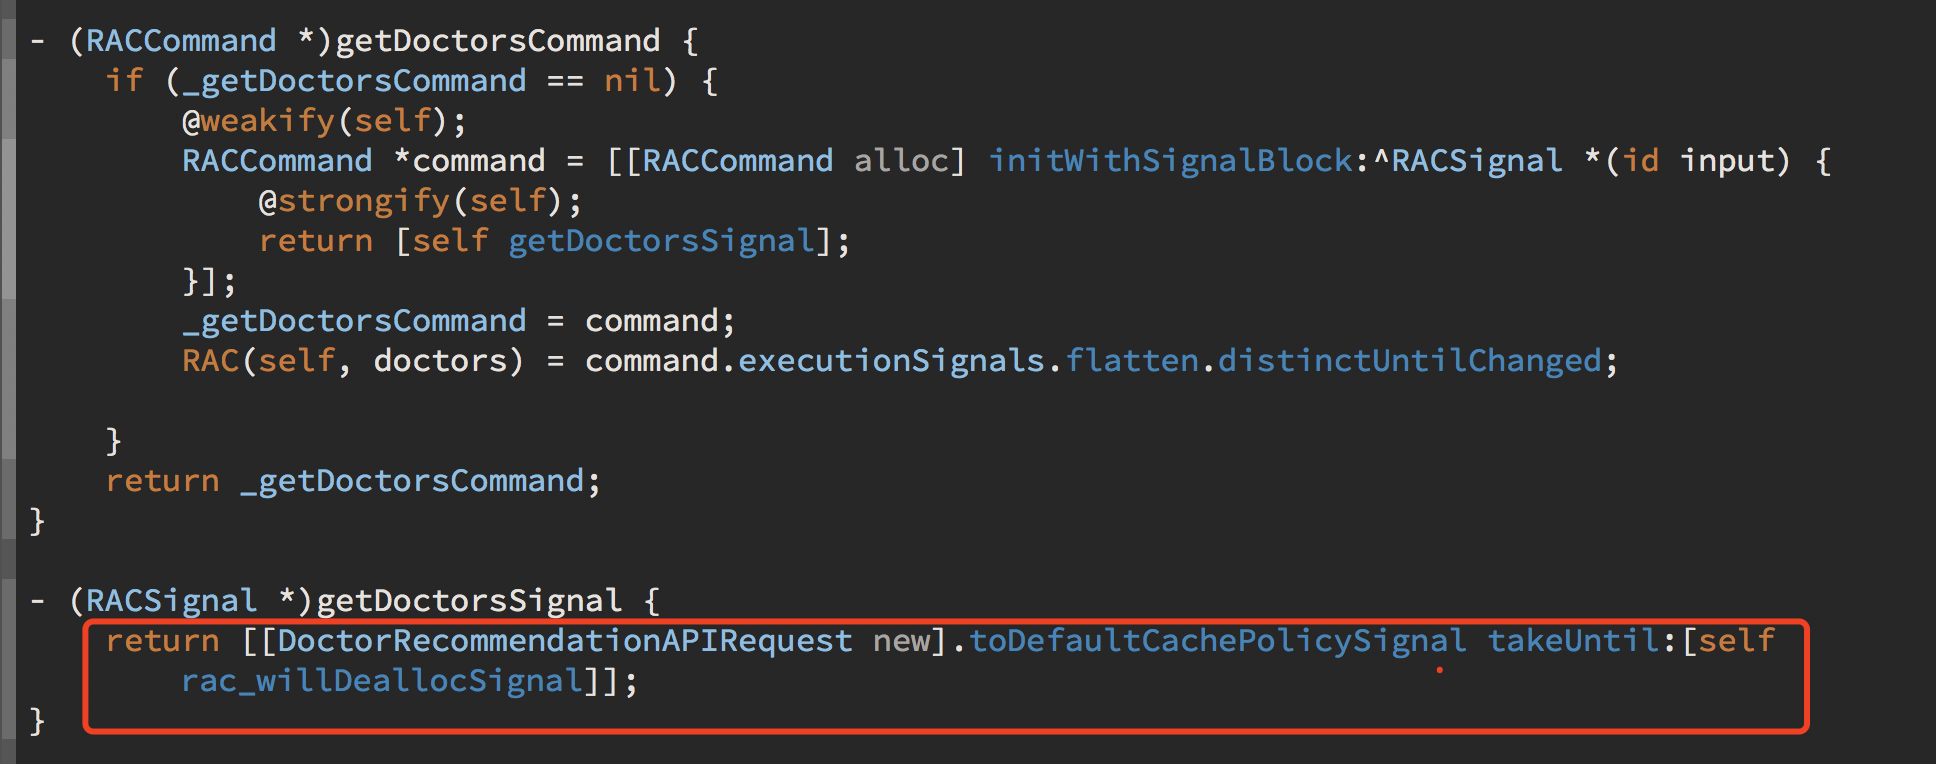 - (RACCommand *)getDoctorsCommand {
if (_getDoctorsCommand == nil) {
@weakify(self);
RACCommand *command = [[RACCommand alloc] initWithSignalBlock:^RACSignal *(id input) {
@strongify(self);
return [self getDoctorsSignal];
}];
_getDoctorsCommand = command;
RAC(self, doctors) = command.executionSignals.flatten.distinctUntilChanged;
}
return _getDoctorsCommand;
}
- (RACSignal *)getDoctorsSignal {
return [[DoctorRecommendationAPIRequest new].toDefaultCachePolicySignal takeUntil:[self
rac_willDeallocSignal]];
}